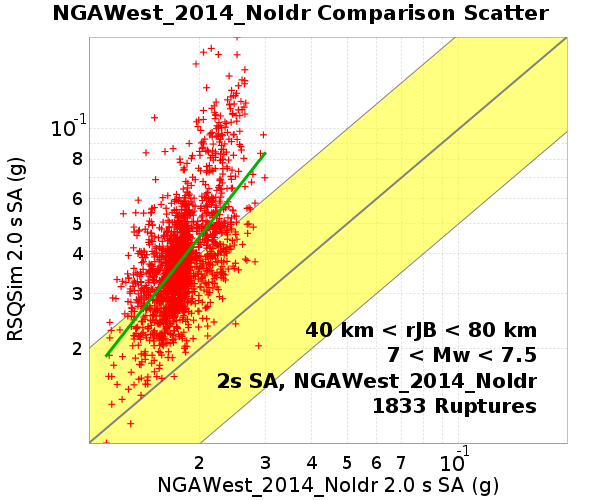 NGAWest_2014_NoIdr Comparison Scatter
RSQSim 2.0 s SA (g)
10⁻¹
8
6
5
4
3
2
40 km < rJB < 80 km
7 < Mw < 7.5
2s SA, NGAWest_2014_NoIdr
1833 Ruptures
2 3 4 5 6 7 10⁻¹
NGAWest_2014_NoIdr 2.0 s SA (g)